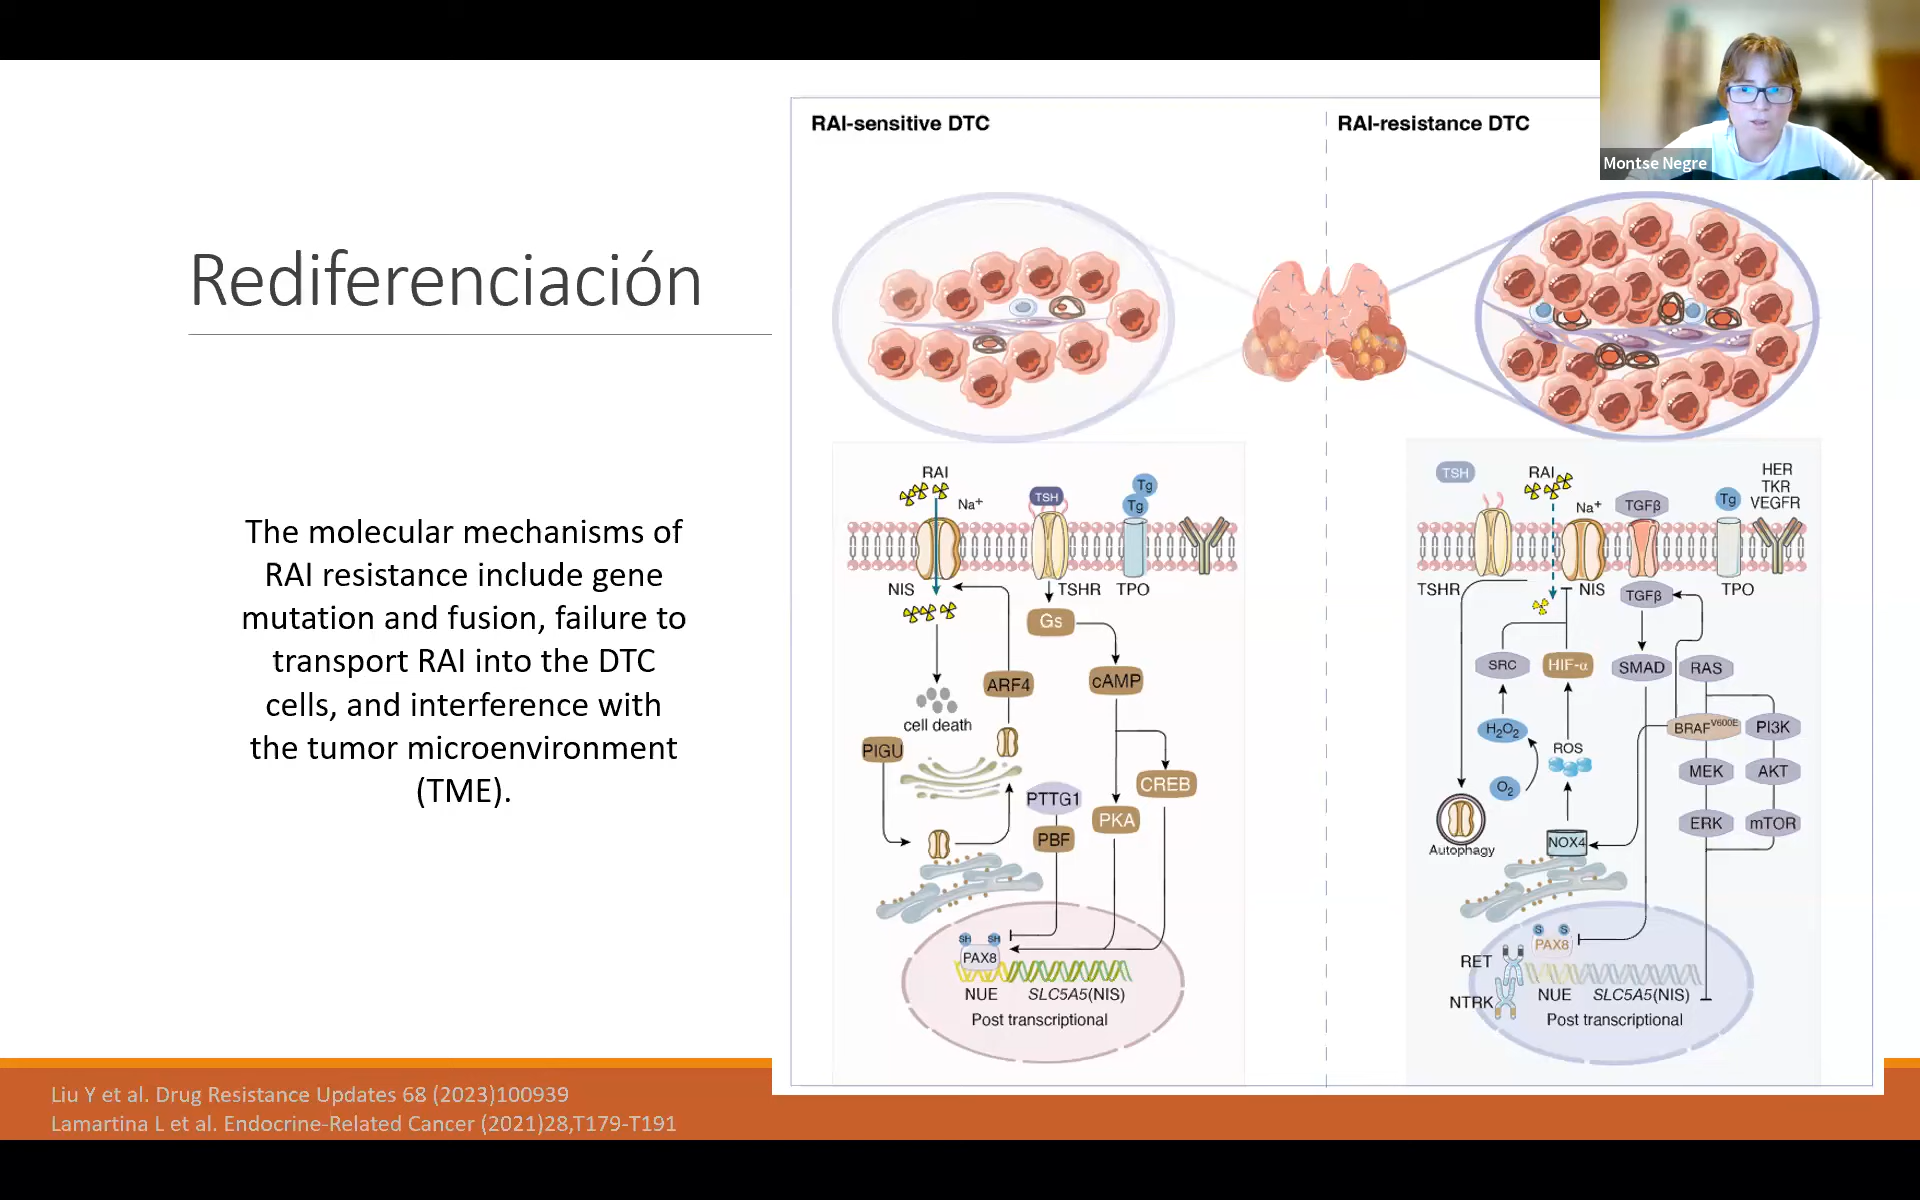 Rediferenciación
The molecular mechanisms of
RAI resistance include gene
mutation and fusion, failure to
transport RAI into the DTC
cells, and interference with
the tumor microenvironment
(TME).
Liu Y et al. Drug Resistance Updates 68 (2023)100939
Lamartina L et al. Endocrine-Related Cancer (2021)28,T179-T191
RAI-sensitive DTC
RAI
Na⁺
TSH
Tg
Tg
NIS
TSHR
TPO
Gs
ARF4
cAMP
cell death
PIGU
CREB
PTTG1
PKA
PBF
SH SH
PAX8
NUE SLC5A5(NIS)
Post transcriptional
RAI-resistance DTC
TSH
RAI
HER
TKR
VEGFR
Na⁺
TGFβ
Tg
TSHR
NIS
TGFβ
TPO
SRC
HIF-α
SMAD
RAS
H₂O₂
BRAFV600E
PI3K
ROS
MEK
AKT
O₂
ERK
mTOR
NOX4
Autophagy
S S
PAX8
RET
NTRK
NUE SLC5A5(NIS)
Post transcriptional
Montse Negre